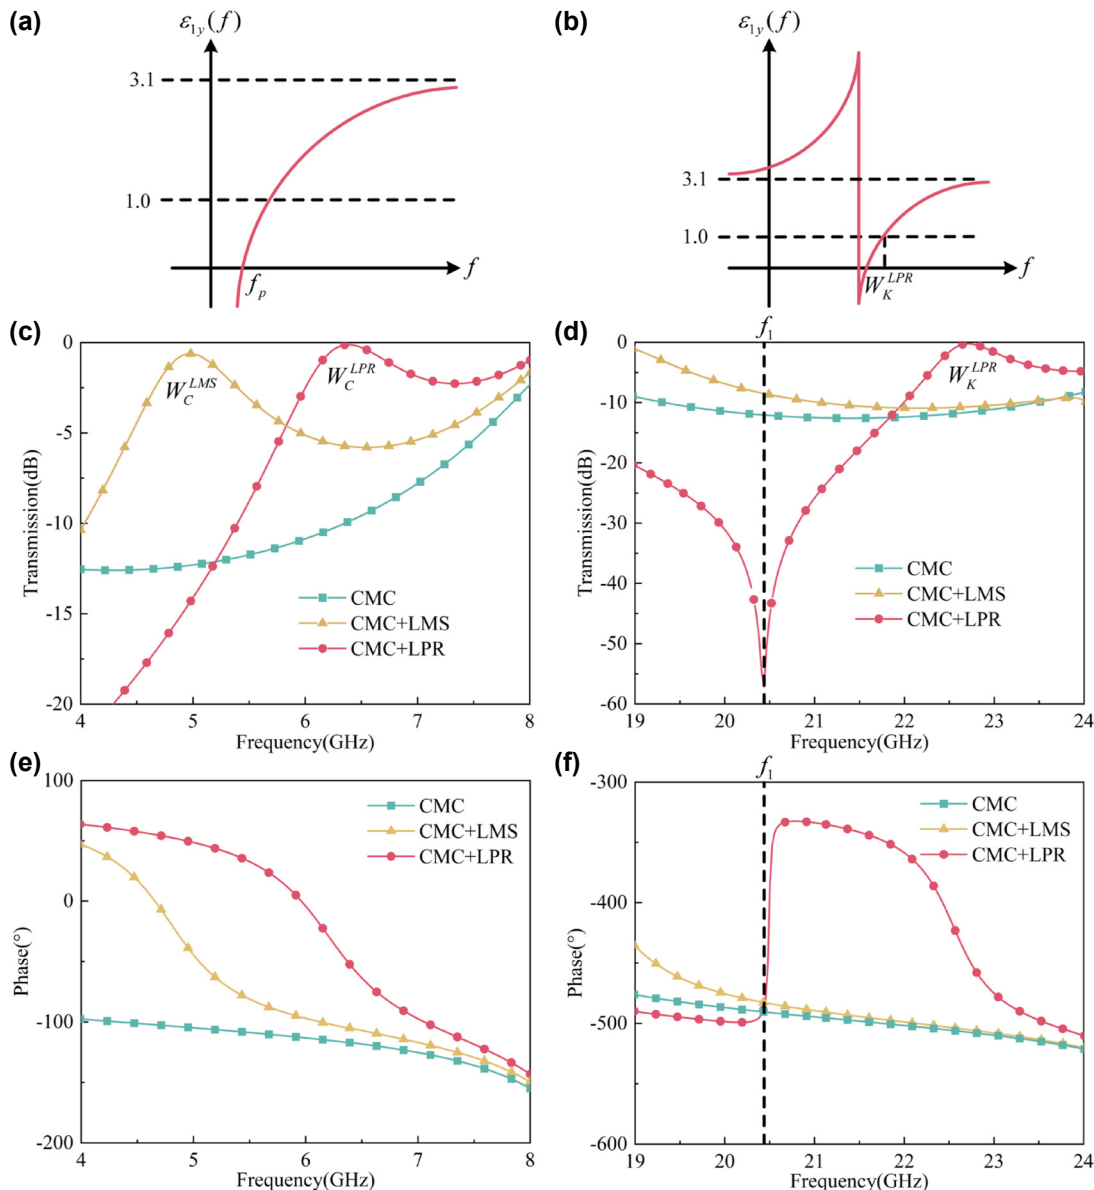 (a)
ε1y(f)
3.1
1.0
fp
f
(b)
ε1y(f)
3.1
1.0
W_K^LPR
f
(c)
0
-5
-10
-15
-20
Transmission(dB)
W_C^LMS
W_C^LPR
CMC
CMC+LMS
CMC+LPR
4 5 6 7 8
Frequency(GHz)
(d)
f1
0
-10
-20
-30
-40
-50
-60
Transmission(dB)
W_K^LPR
CMC
CMC+LMS
CMC+LPR
19 20 21 22 23 24
Frequency(GHz)
(e)
100
0
-100
-200
Phase(°)
CMC
CMC+LMS
CMC+LPR
4 5 6 7 8
Frequency(GHz)
(f)
f1
-300
-400
-500
-600
Phase(°)
CMC
CMC+LMS
CMC+LPR
19 20 21 22 23 24
Frequency(GHz)